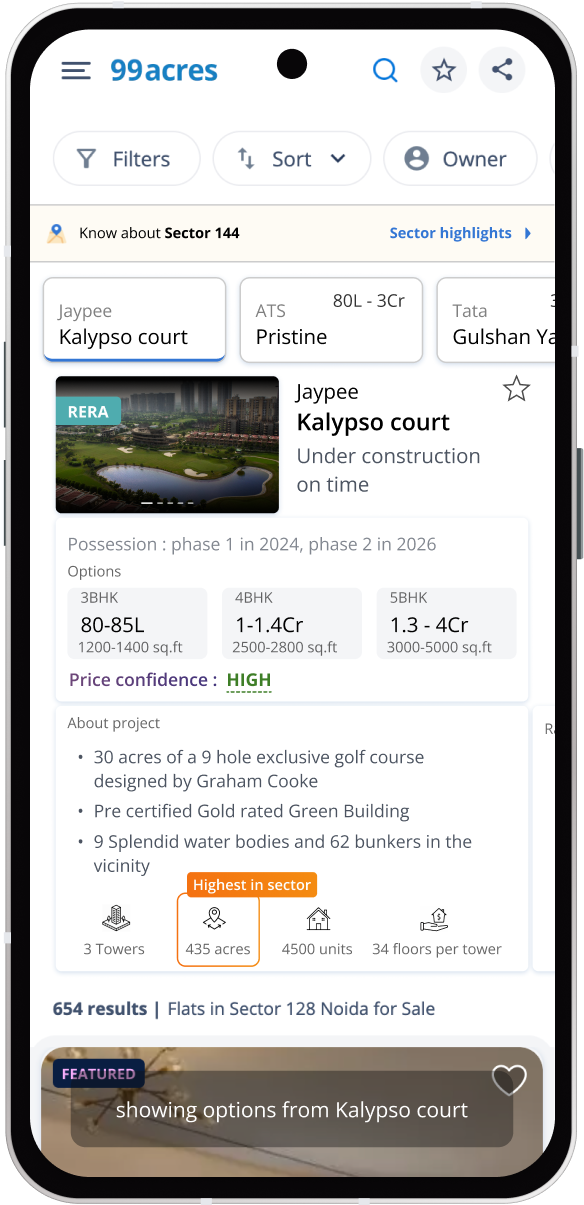 99acres
Filters
Sort
Owner
Know about Sector 144
Sector highlights
Jaypee
Kalypso court
80L - 3Cr
ATS
Pristine
3
Tata
Gulshan Ya
RERA
Jaypee
Kalypso court
Under construction
on time
Possession : phase 1 in 2024, phase 2 in 2026
Options
3BHK
80-85L
1200-1400 sq.ft
4BHK
1-1.4Cr
2500-2800 sq.ft
5BHK
1.3 - 4Cr
3000-5000 sq.ft
Price confidence : HIGH
About project
Ra
• 30 acres of a 9 hole exclusive golf course
designed by Graham Cooke
• Pre certified Gold rated Green Building
• 9 Splendid water bodies and 62 bunkers in the
vicinity
Highest in sector
3 Towers
435 acres
4500 units
34 floors per tower
654 results | Flats in Sector 128 Noida for Sale
FEATURED
showing options from Kalypso court